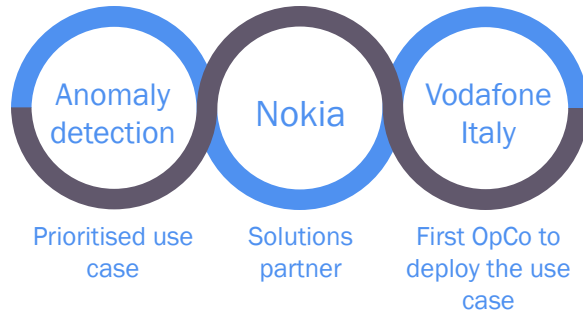 Anomaly
detection
Nokia
Vodafone
Italy
Prioritised use
case
Solutions
partner
First OpCo to
deploy the use
case